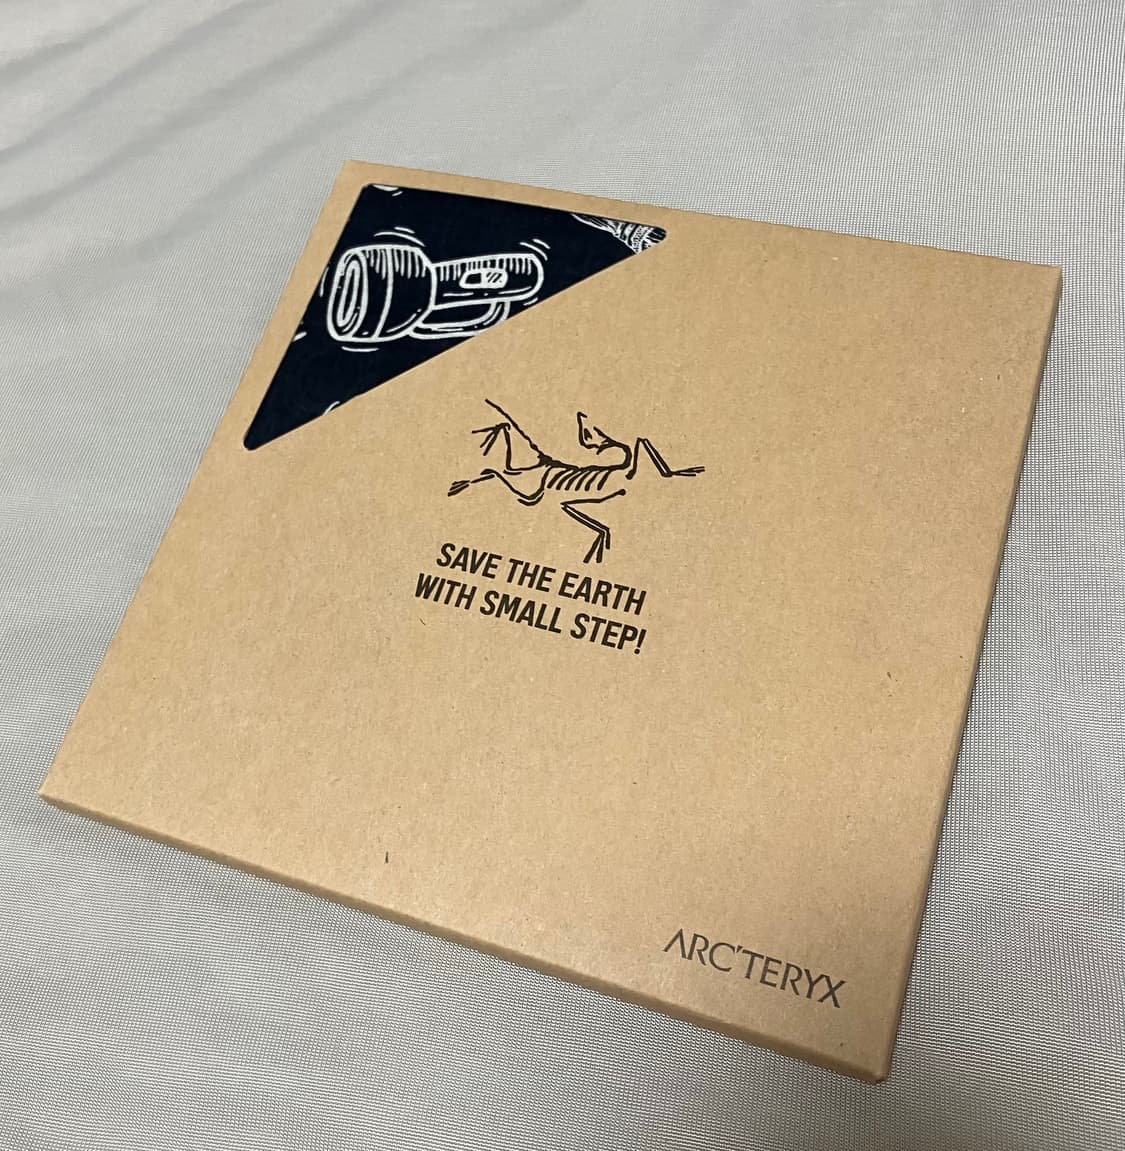 SAVE THE EARTH
WITH SMALL STEP!
ARC'TERYX